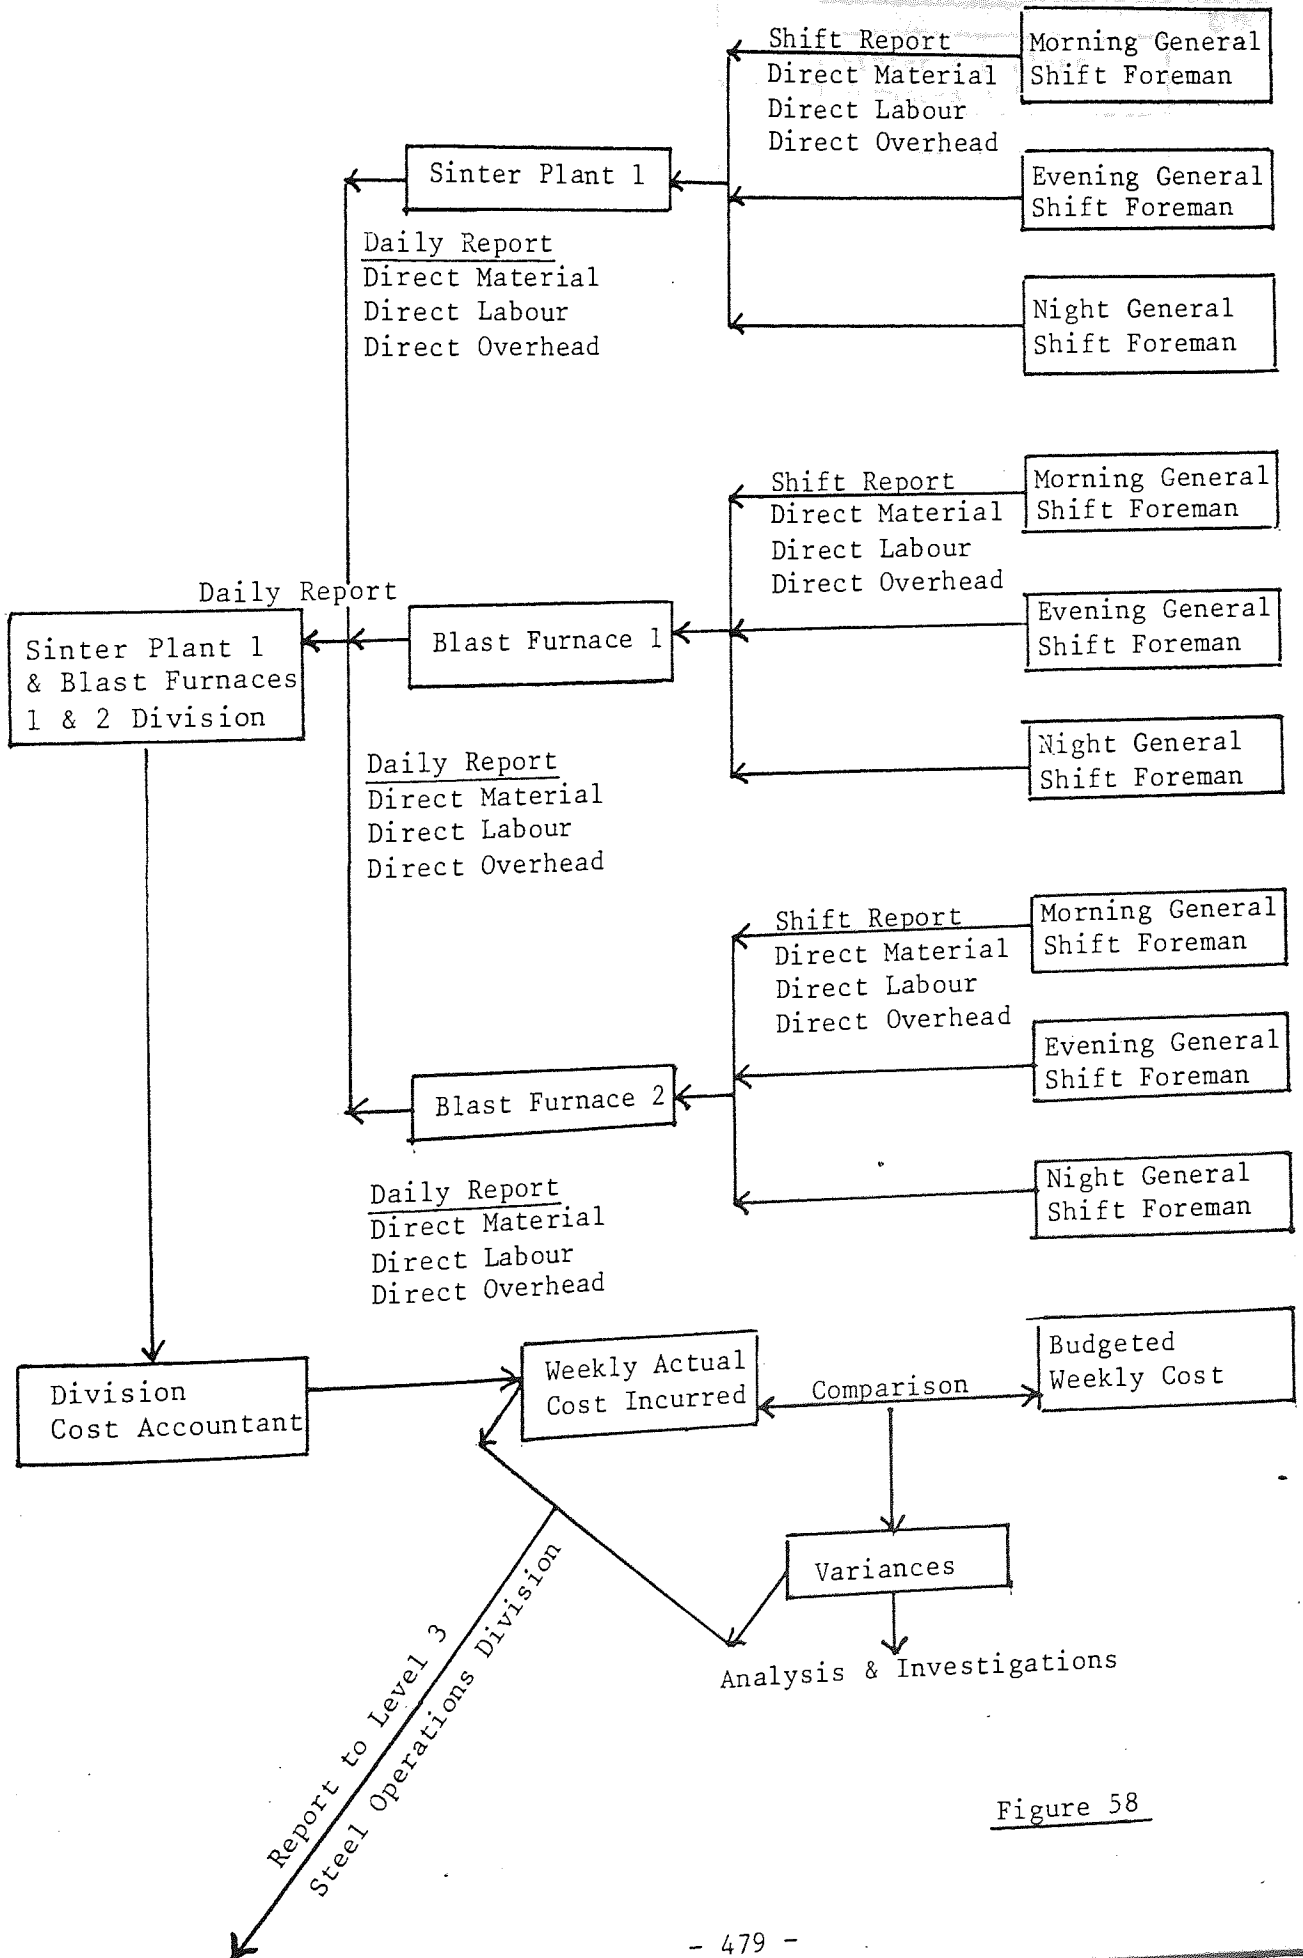 Shift Report
Direct Material
Direct Labour
Direct Overhead
Morning General
Shift Foreman
Sinter Plant 1
Evening General
Shift Foreman
Daily Report
Direct Material
Direct Labour
Direct Overhead
Night General
Shift Foreman
Shift Report
Direct Material
Direct Labour
Direct Overhead
Morning General
Shift Foreman
Daily Report
Sinter Plant 1
& Blast Furnaces
1 & 2 Division
Blast Furnace 1
Evening General
Shift Foreman
Daily Report
Direct Material
Direct Labour
Direct Overhead
Night General
Shift Foreman
Shift Report
Direct Material
Direct Labour
Direct Overhead
Morning General
Shift Foreman
Blast Furnace 2
Evening General
Shift Foreman
Daily Report
Direct Material
Direct Labour
Direct Overhead
Night General
Shift Foreman
Division
Cost Accountant
Weekly Actual
Cost Incurred
Comparison
Budgeted
Weekly Cost
Variances
Analysis & Investigations
Report to Level 3
Steel Operations Division
Figure 58
- 479 -